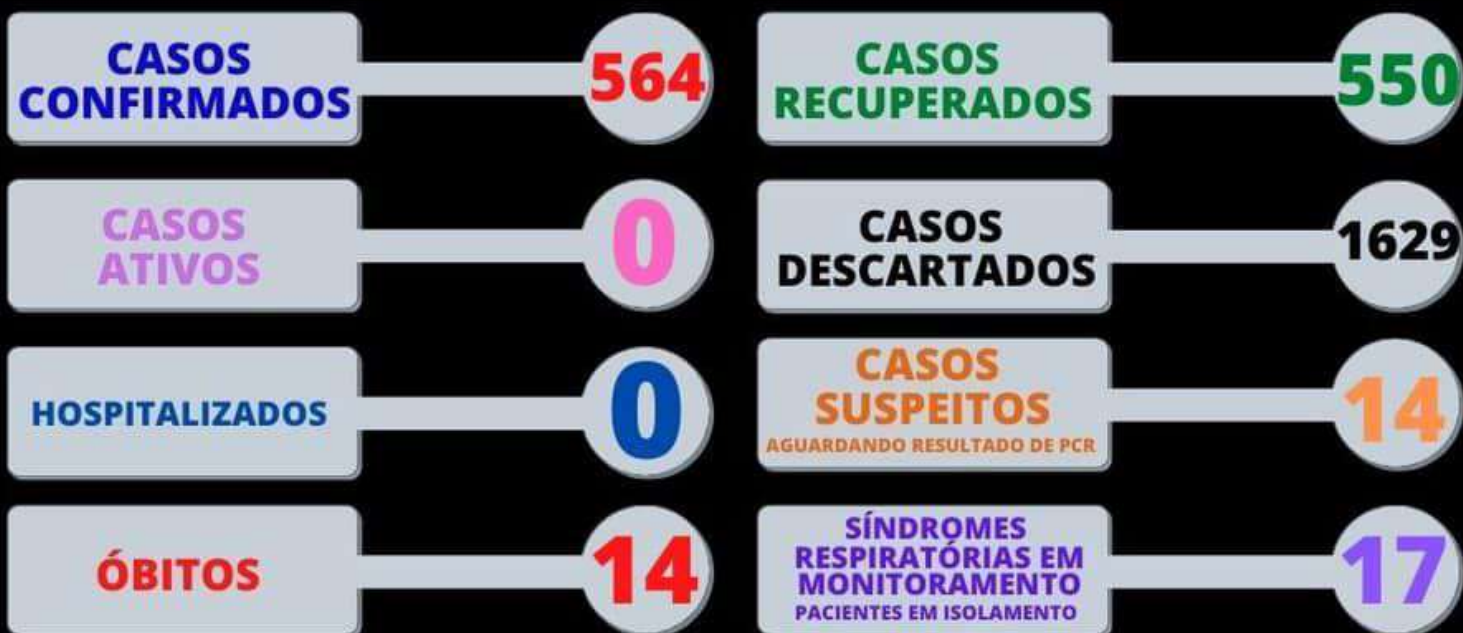 CASOS
CONFIRMADOS
564
CASOS
RECUPERADOS
550
CASOS
ATIVOS
0
CASOS
DESCARTADOS
1629
HOSPITALIZADOS
0
CASOS
SUSPEITOS
AGUARDANDO RESULTADO DE PCR
14
ÓBITOS
14
SÍNDROMES
RESPIRATÓRIAS EM
MONITORAMENTO
PACIENTES EM ISOLAMENTO
17